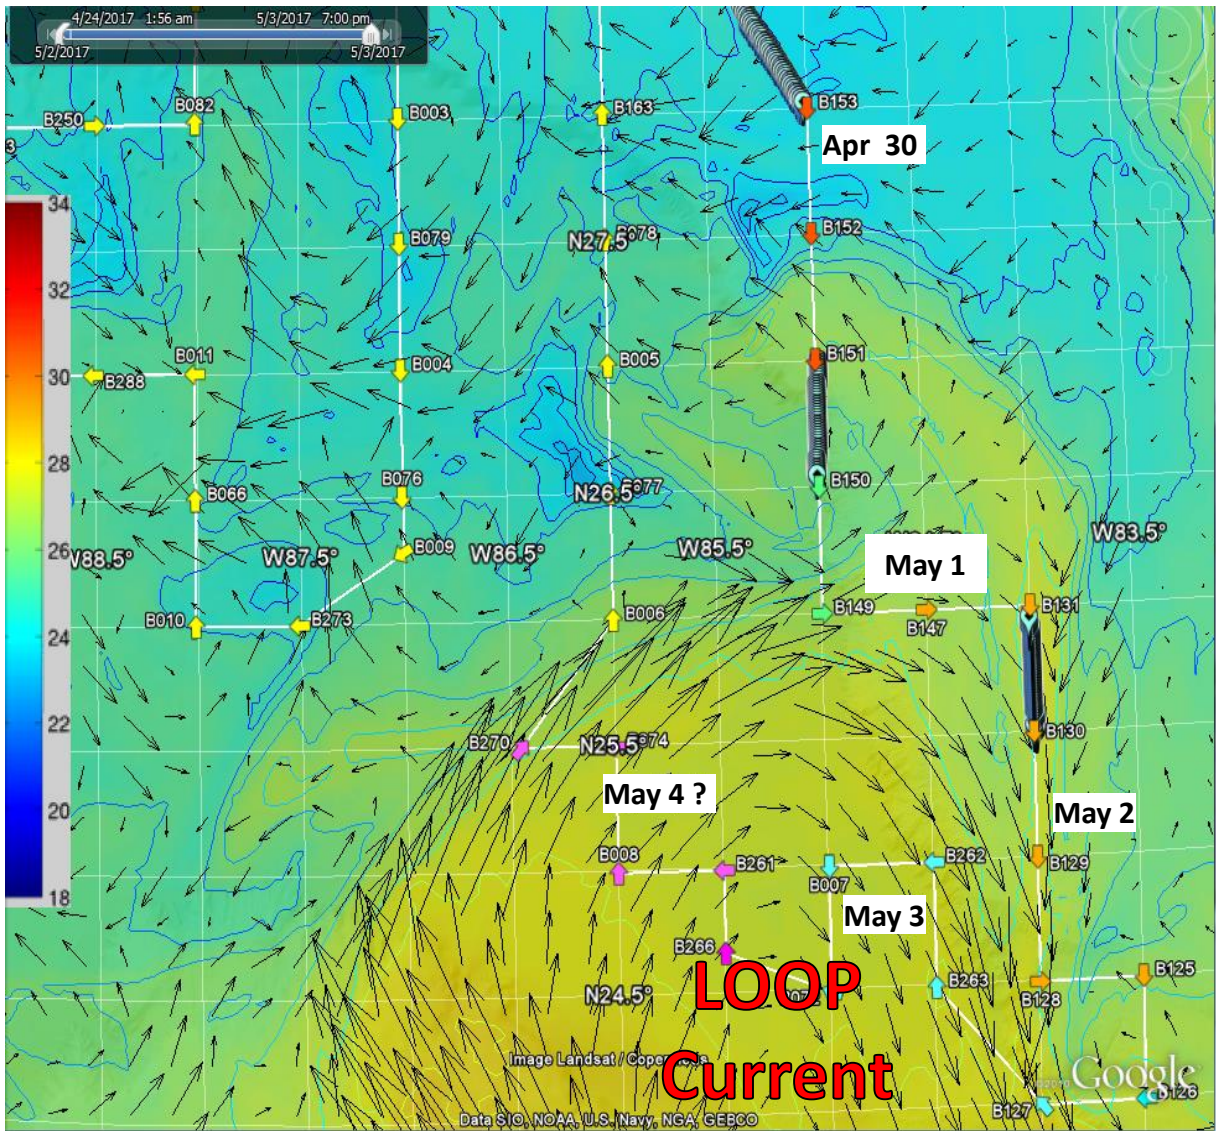 4/24/2017 1:56 am 5/3/2017 7:00 pm
5/2/2017 5/3/2017
B250 B082 B003 B163 B153
3
Apr 30
34
B079 N27.5° B078 B152
32
B288 B011 B004 B005 B151
30
28
B066 B076 N26.5° B150
W88.5° W87.5° B009 W86.5° W85.5° W83.5°
26
May 1
B010 B273 B006 B149 B147 B131
24
B270 N25.5° B130
22
May 4 ?
May 2
20
B008 B261 B007 B262 B129
18
May 3
B266 LOOP
N24.5° B263 B128 B125
Image Landsat / Copernicus
Current
©2010 Google
B127 B126
Data SIO, NOAA, U.S. Navy, NGA, GEBCO